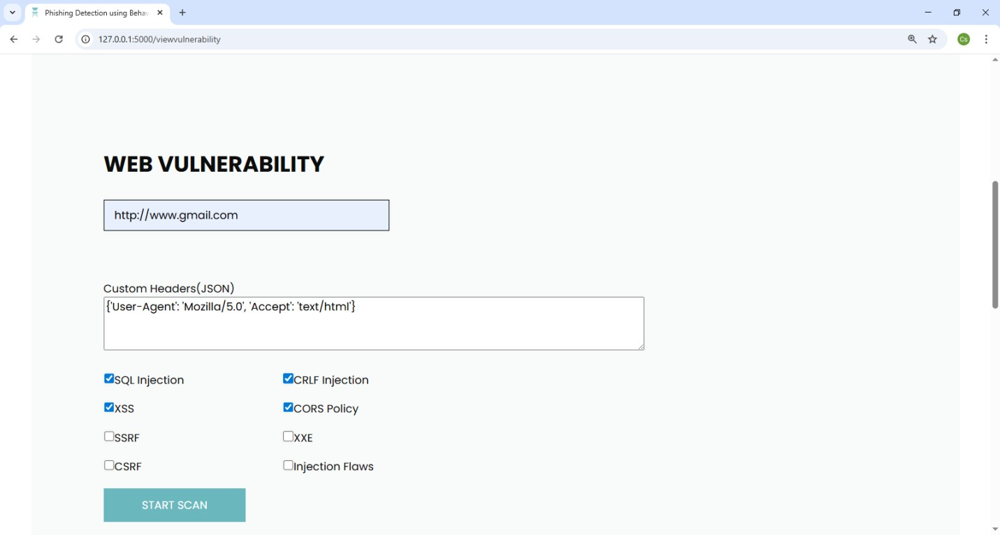 Phishing Detection using Behav
127.0.0.1:5000/viewvulnerability
Cs
WEB VULNERABILITY
http://www.gmail.com
Custom Headers(JSON)
{'User-Agent': 'Mozilla/5.0', 'Accept': 'text/html'}
SQL Injection CRLF Injection
XSS CORS Policy
SSRF XXE
CSRF Injection Flaws
START SCAN